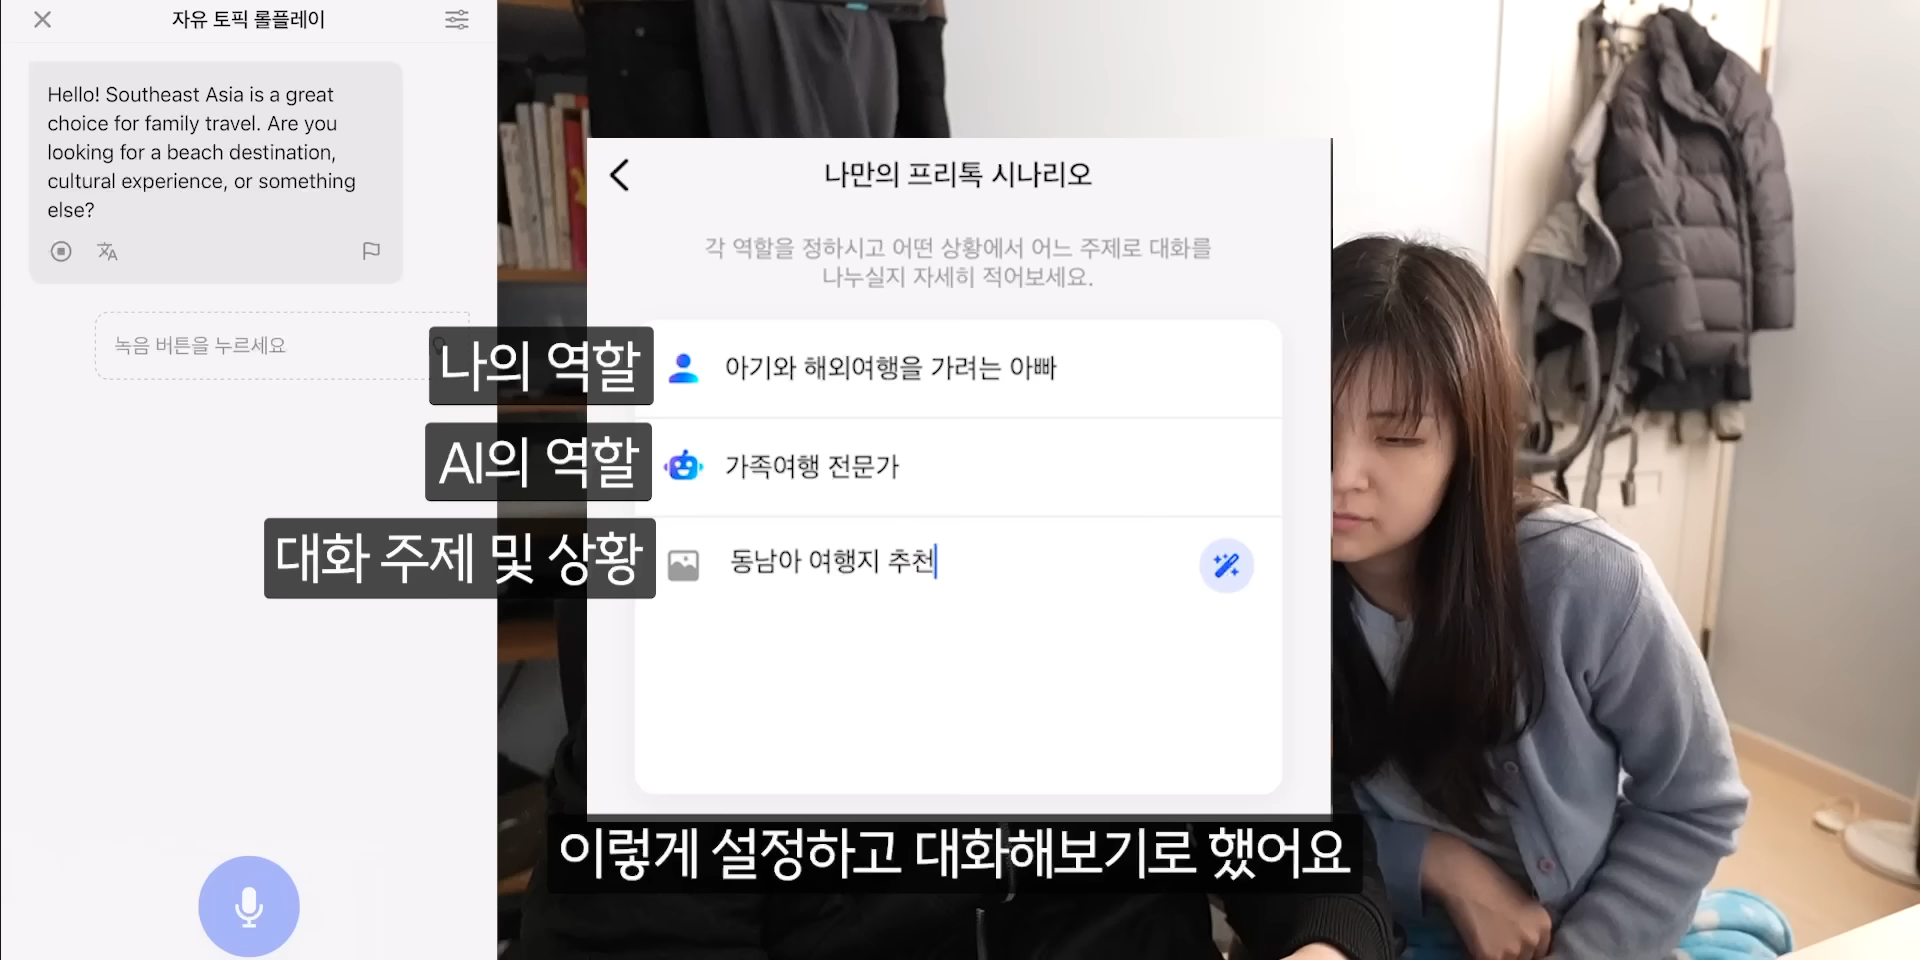 자유 토픽 롤플레이
Hello! Southeast Asia is a great
choice for family travel. Are you
looking for a beach destination,
cultural experience, or something
else?
녹음 버튼을 누르세요
나만의 프리톡 시나리오
각 역할을 정하시고 어떤 상황에서 어느 주제로 대화를
나누실지 자세히 적어보세요.
나의 역할
아기와 해외여행을 가려는 아빠
AI의 역할
가족여행 전문가
대화 주제 및 상황
동남아 여행지 추천
이렇게 설정하고 대화해보기로 했어요